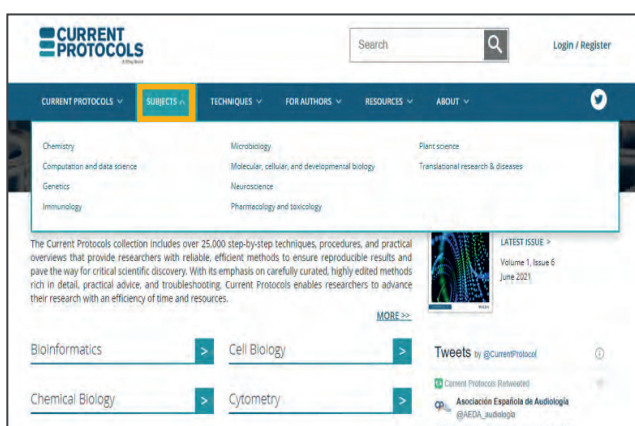 CURRENT
PROTOCOLS
A Wiley Brand
Search
Login / Register
CURRENT PROTOCOLS
SUBJECTS
TECHNIQUES
FOR AUTHORS
RESOURCES
ABOUT
Chemistry
Computation and data science
Genetics
Immunology
Microbiology
Molecular, cellular, and developmental biology
Neuroscience
Pharmacology and toxicology
Plant science
Translational research & diseases
The Current Protocols collection includes over 25,000 step-by-step techniques, procedures, and practical
overviews that provide researchers with reliable, efficient methods to ensure reproducible results and
pave the way for critical scientific discovery. With its emphasis on carefully curated, highly edited methods
rich in detail, practical advice, and troubleshooting. Current Protocols enables researchers to advance
their research with an efficiency of time and resources.
MORE >>
Bioinformatics >
Cell Biology >
Chemical Biology >
Cytometry >
LATEST ISSUE >
Volume 1, Issue 6
June 2021
Tweets by @CurrentProtocol
Current Protocols Retweeted
Asociación Española de Audiología
@AEDA_audiologia